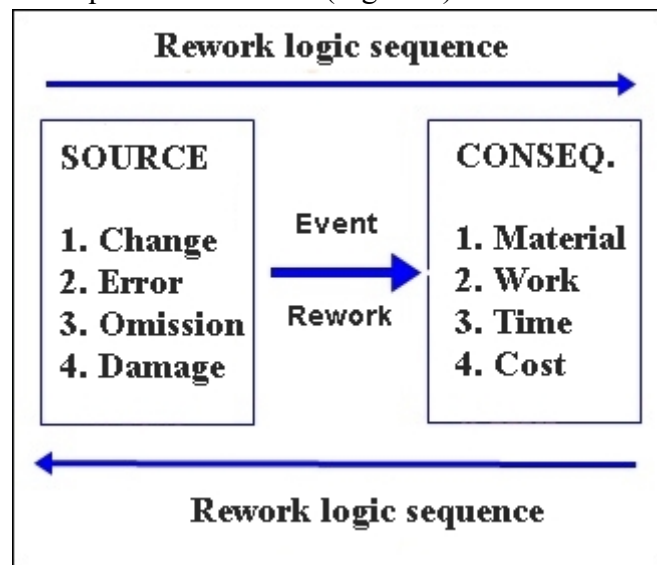 Rework logic sequence
SOURCE
1. Change
2. Error
3. Omission
4. Damage
Event
Rework
CONSEQ.
1. Material
2. Work
3. Time
4. Cost
Rework logic sequence